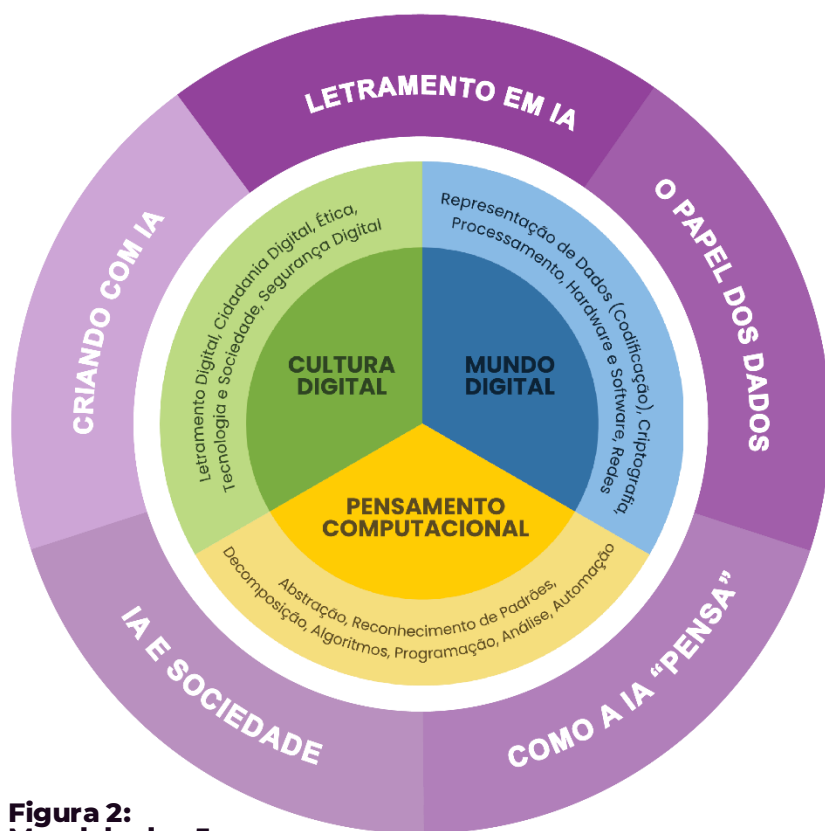 LETRAMENTO EM IA
O PAPEL DOS DADOS
COMO A IA “PENSA”
IA E SOCIEDADE
CRIANDO COM IA
Letramento Digital, Cidadania Digital, Ética,
Tecnologia e Sociedade, Segurança Digital
CULTURA
DIGITAL
Representação de Dados (Codificação), Criptografia,
Processamento, Hardware e Software, Redes
MUNDO
DIGITAL
PENSAMENTO
COMPUTACIONAL
Abstração, Reconhecimento de Padrões,
Decomposição, Algoritmos, Programação, Análise, Automação
Figura 2: